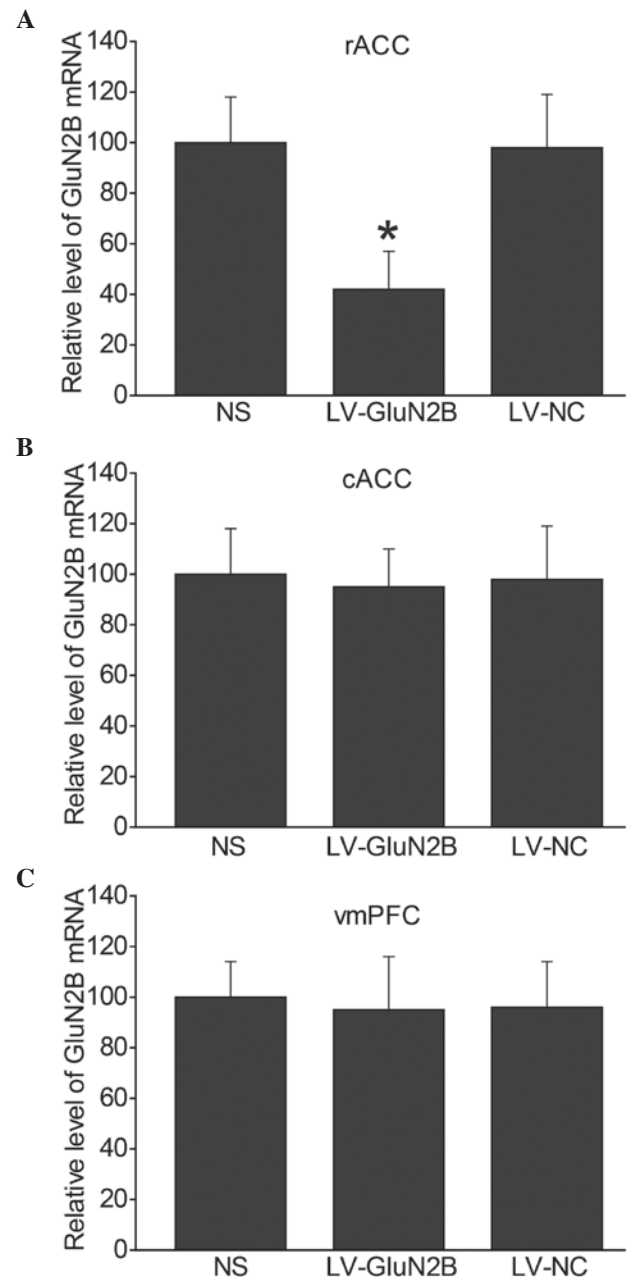 A
rACC
Relative level of GluN2B mRNA
140
120
100
80
60
40
20
0
*
NS LV-GluN2B LV-NC
B
cACC
Relative level of GluN2B mRNA
140
120
100
80
60
40
20
0
NS LV-GluN2B LV-NC
C
vmPFC
Relative level of GluN2B mRNA
140
120
100
80
60
40
20
0
NS LV-GluN2B LV-NC